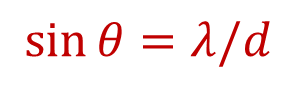 sin θ = λ/d